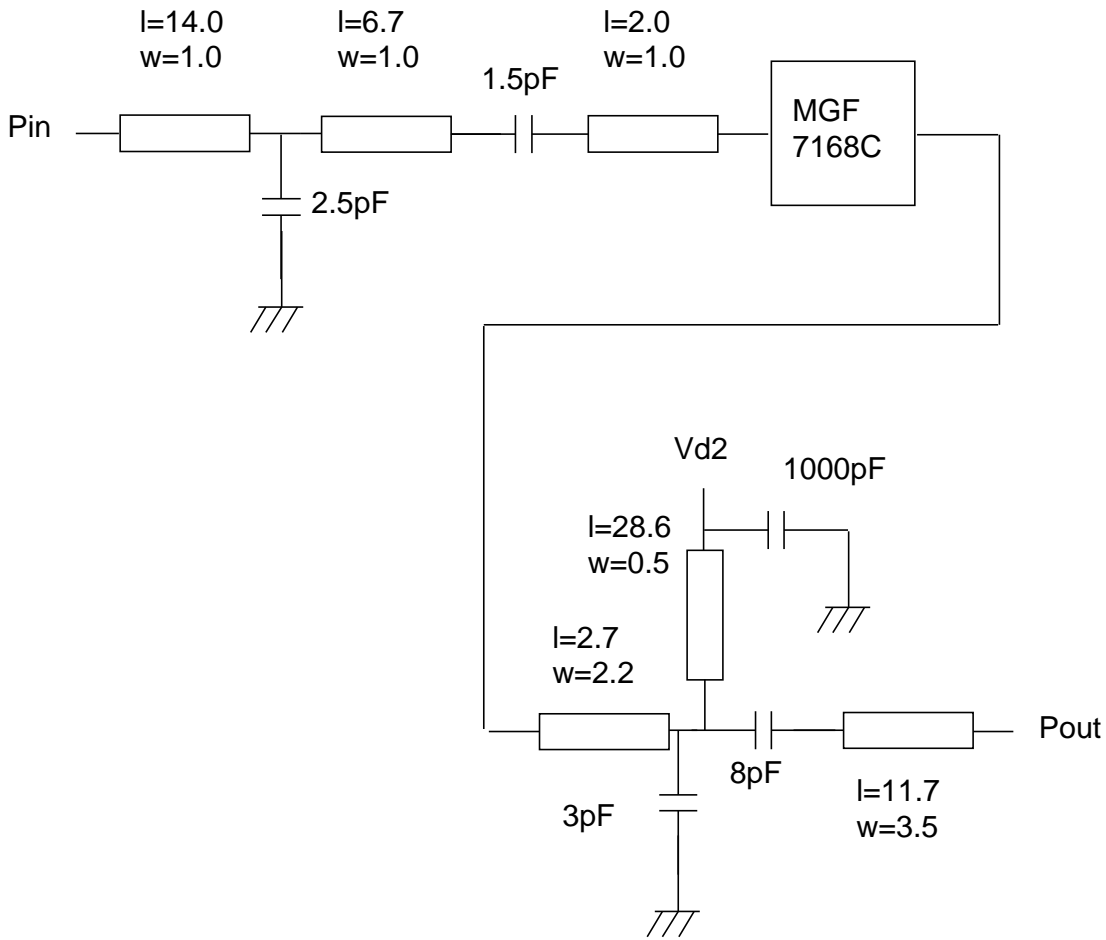 l=14.0
w=1.0
l=6.7
w=1.0
l=2.0
w=1.0
1.5pF
Pin
MGF
7168C
2.5pF
Vd2
1000pF
l=28.6
w=0.5
l=2.7
w=2.2
Pout
8pF
3pF
l=11.7
w=3.5